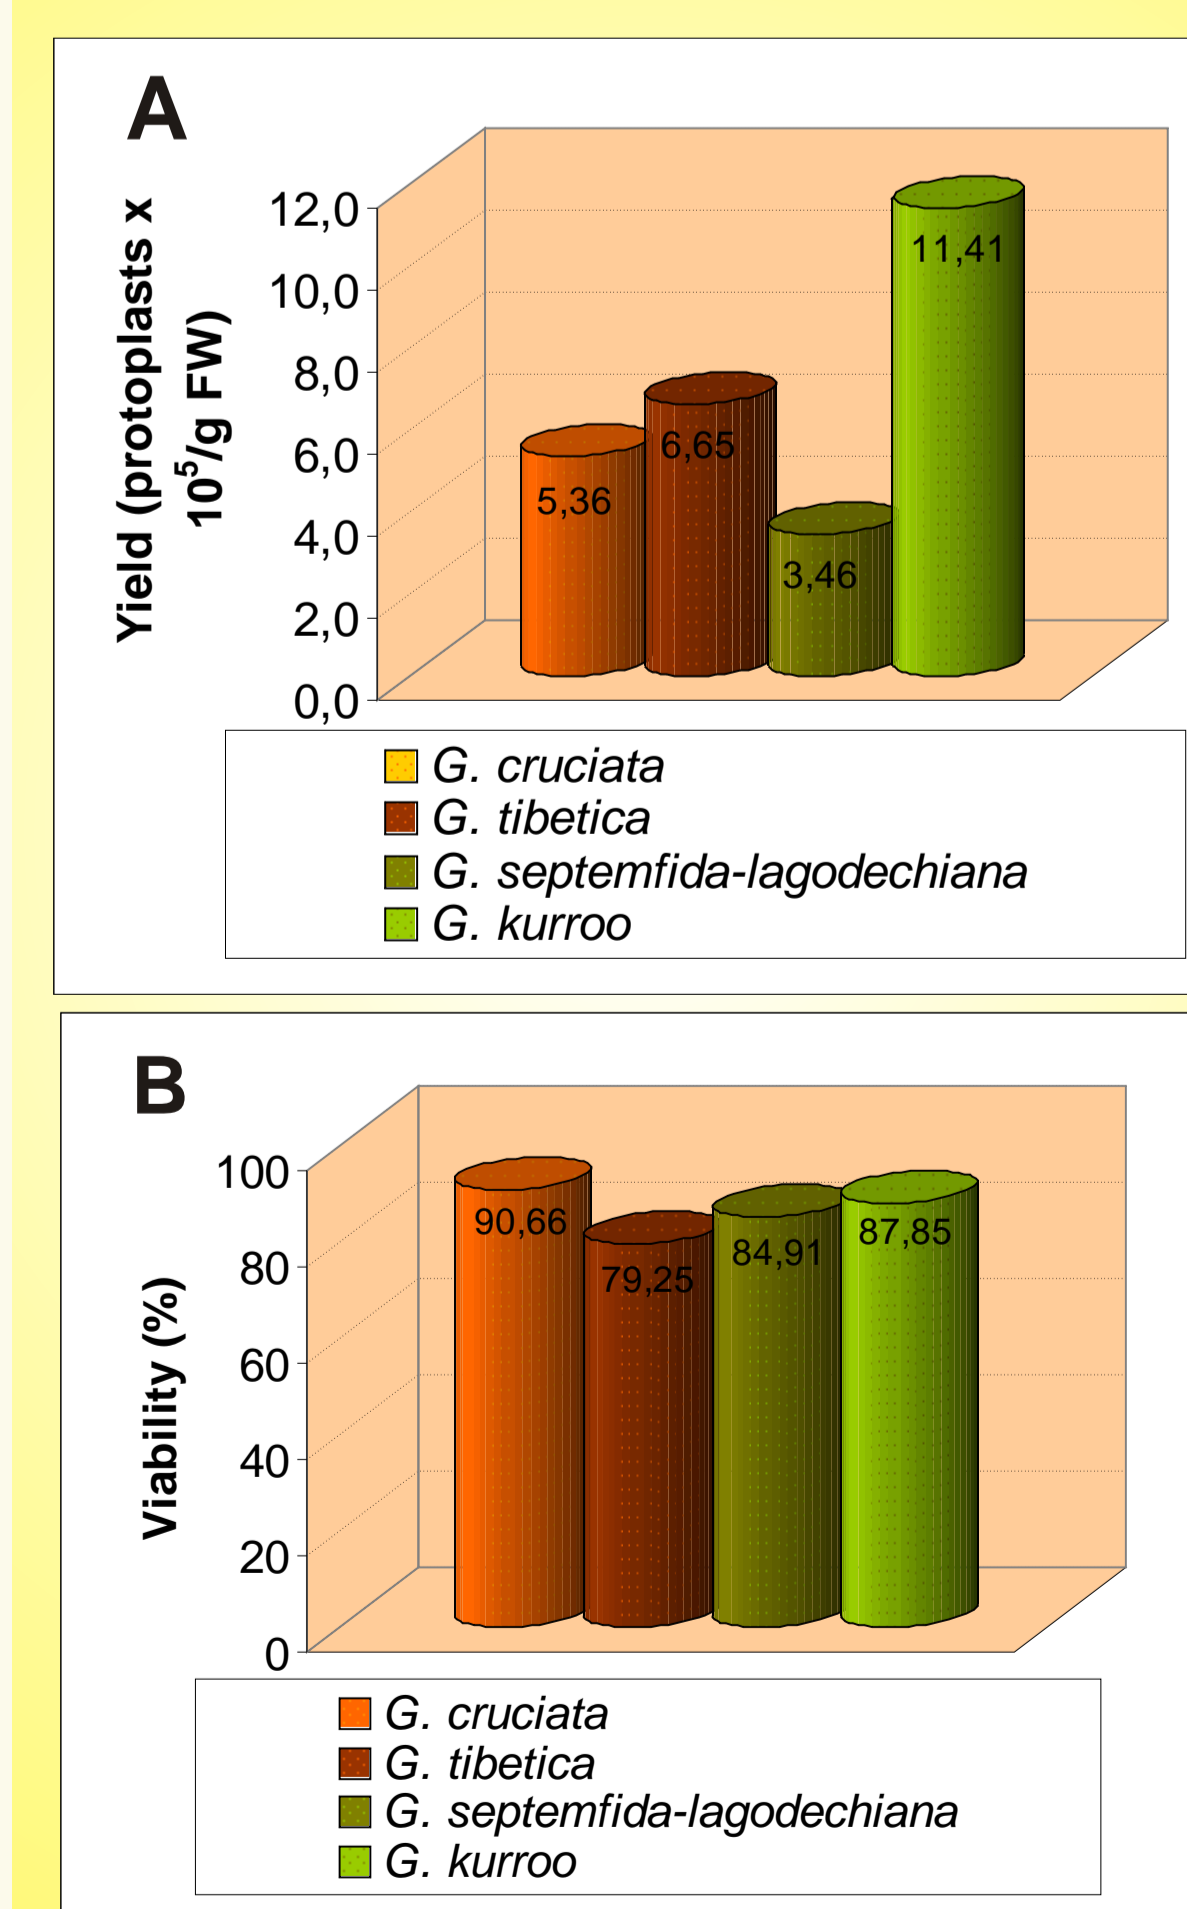 A
Yield (protoplasts x
10⁵/g FW)
12,0
10,0
8,0
6,0
4,0
2,0
0,0
5,36
6,65
3,46
11,41
G. cruciata
G. tibetica
G. septemfida-lagodechiana
G. kurroo
B
Viability (%)
100
80
60
40
20
0
90,66
79,25
84,91
87,85
G. cruciata
G. tibetica
G. septemfida-lagodechiana
G. kurroo